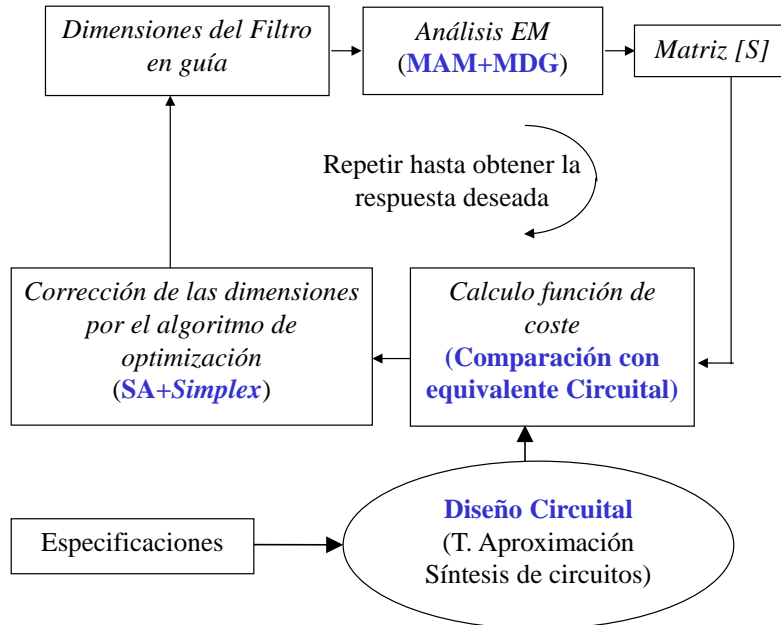 Dimensiones del Filtro
en guía
Análisis EM
(MAM+MDG)
Matriz [S]
Repetir hasta obtener la
respuesta deseada
Corrección de las dimensiones
por el algoritmo de
optimización
(SA+Simplex)
Calculo función de
coste
(Comparación con
equivalente Circuital)
Especificaciones
Diseño Circuital
(T. Aproximación
Síntesis de circuitos)